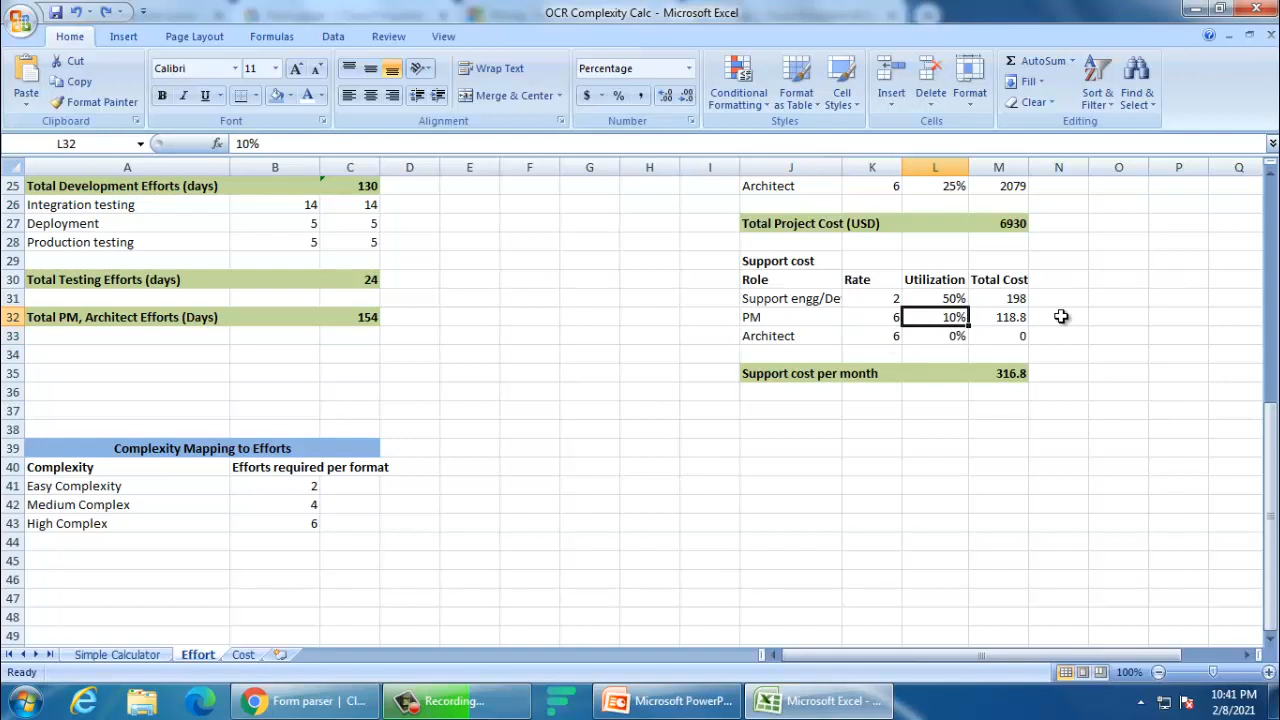 OCR Complexity Calc - Microsoft Excel
Home Insert Page Layout Formulas Data Review View
Paste Cut Copy Format Painter Clipboard
Calibri 11 B I U A A A Font
Wrap Text Merge & Center Alignment
Percentage $ % , Number
Conditional Formatting Format as Table Cell Styles Styles
Insert Delete Format Cells
Σ AutoSum Fill Clear Sort & Filter Find & Select Editing
L32 fx 10%
A B C D E F G H I J K L M N O P Q
25 Total Development Efforts (days) 130 Architect 6 25% 2079
26 Integration testing 14 14
27 Deployment 5 5 Total Project Cost (USD) 6930
28 Production testing 5 5
29 Support cost
30 Total Testing Efforts (days) 24 Role Rate Utilization Total Cost
31 Support engg/De 2 50% 198
32 Total PM, Architect Efforts (Days) 154 PM 6 10% 118.8
33 Architect 6 0% 0
34
35 Support cost per month 316.8
36
37
38
39 Complexity Mapping to Efforts
40 Complexity Efforts required per format
41 Easy Complexity 2
42 Medium Complex 4
43 High Complex 6
44
45
46
47
48
49
Simple Calculator Effort Cost
Ready 100%
Form parser | Cl... Recording... Microsoft PowerP... Microsoft Excel - ... 10:41 PM
2/8/2021